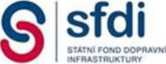 sfdi
STÁTNÍ FOND DOPRAVNÍ
INFRASTRUKTURY